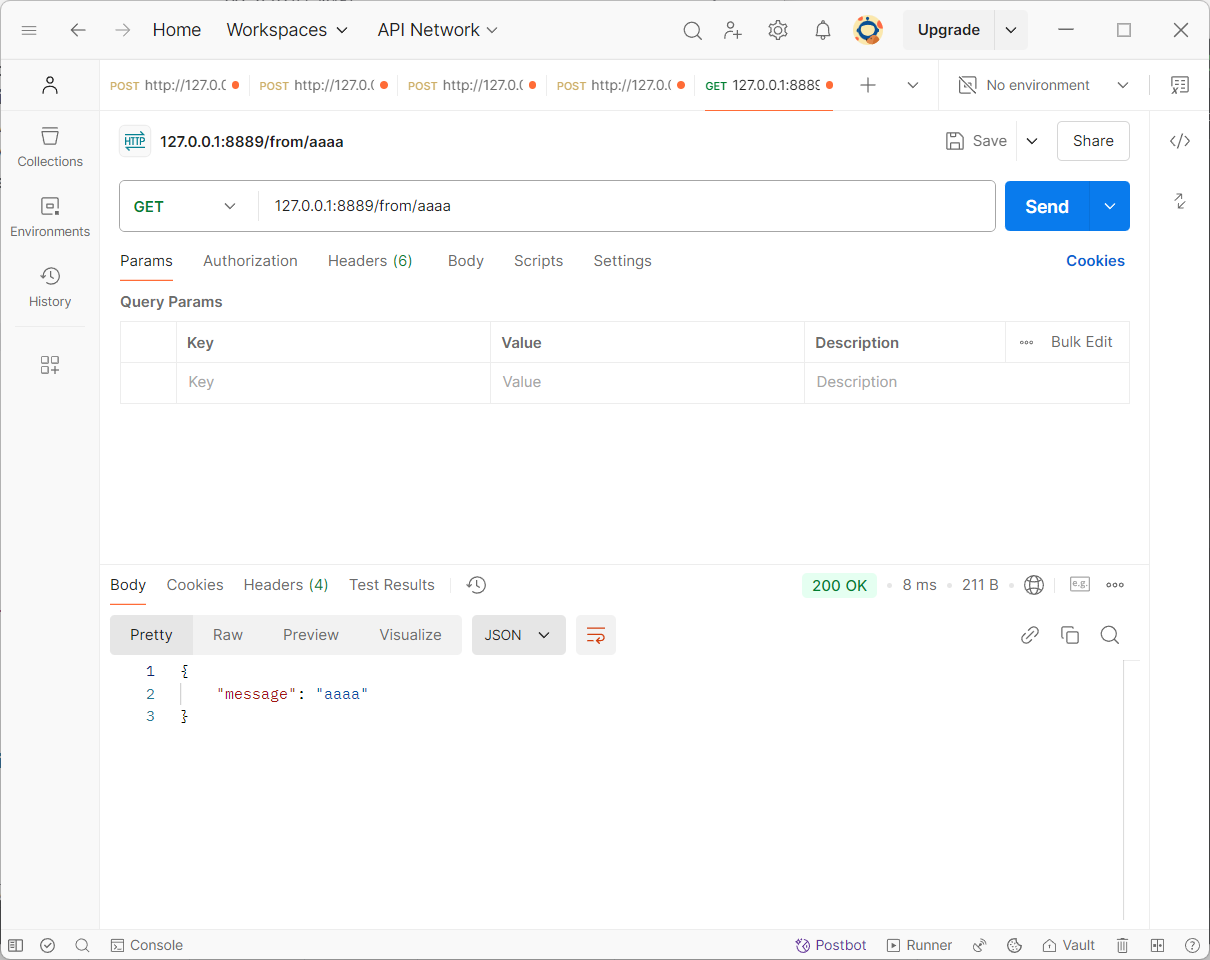 Home Workspaces API Network Upgrade
POST http://127.0.0 POST http://127.0.0 POST http://127.0.0 POST http://127.0.0 GET 127.0.0.1:8889 No environment
HTTP 127.0.0.1:8889/from/aaaa Save Share
Collections
GET 127.0.0.1:8889/from/aaaa Send
Environments
Params Authorization Headers (6) Body Scripts Settings Cookies
History
Query Params
Key Value Description Bulk Edit
Key Value Description
Body Cookies Headers (4) Test Results 200 OK 8 ms 211 B e.g.
Pretty Raw Preview Visualize JSON
1 {
2 "message": "aaaa"
3 }
Console Postbot Runner Vault